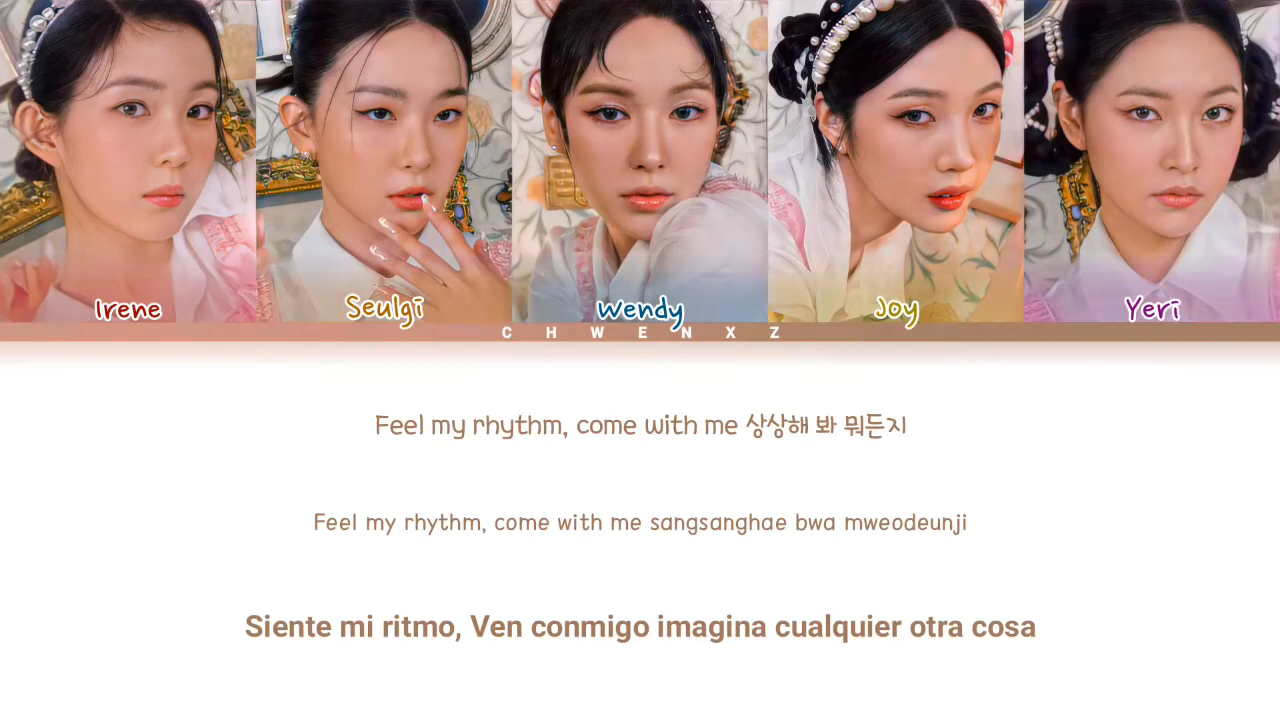 Irene
Seulgi
Wendy
Joy
Yeri
CHWENXZ
Feel my rhythm, come with me 상상해 봐 뭐든지
Feel my rhythm, come with me sangsanghae bwa mweodeunji
Siente mi ritmo, Ven conmigo imagina cualquier otra cosa